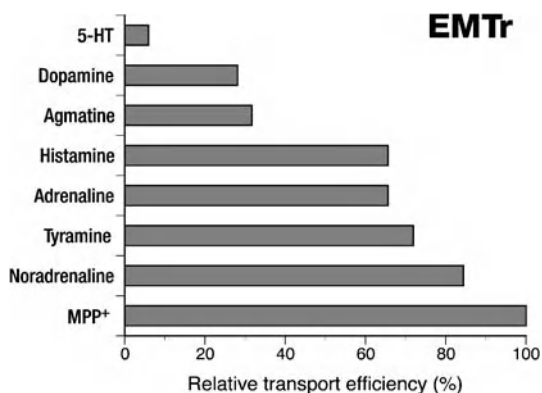 EMTr
5-HT
Dopamine
Agmatine
Histamine
Adrenaline
Tyramine
Noradrenaline
MPP⁺
0 20 40 60 80 100
Relative transport efficiency (%)